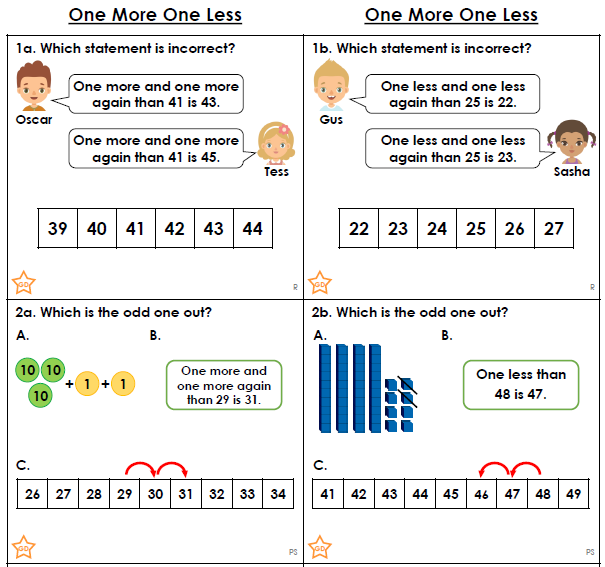 One More One Less
One More One Less
1a. Which statement is incorrect?
One more and one more
again than 41 is 43.
Oscar
One more and one more
again than 41 is 45.
Tess
39 40 41 42 43 44
GD
R
1b. Which statement is incorrect?
One less and one less
again than 25 is 22.
Gus
One less and one less
again than 25 is 23.
Sasha
22 23 24 25 26 27
GD
R
2a. Which is the odd one out?
A.
B.
10 10
10
+ 1 + 1
One more and
one more again
than 29 is 31.
C.
26 27 28 29 30 31 32 33 34
GD
PS
2b. Which is the odd one out?
A.
B.
One less than
48 is 47.
C.
41 42 43 44 45 46 47 48 49
GD
PS